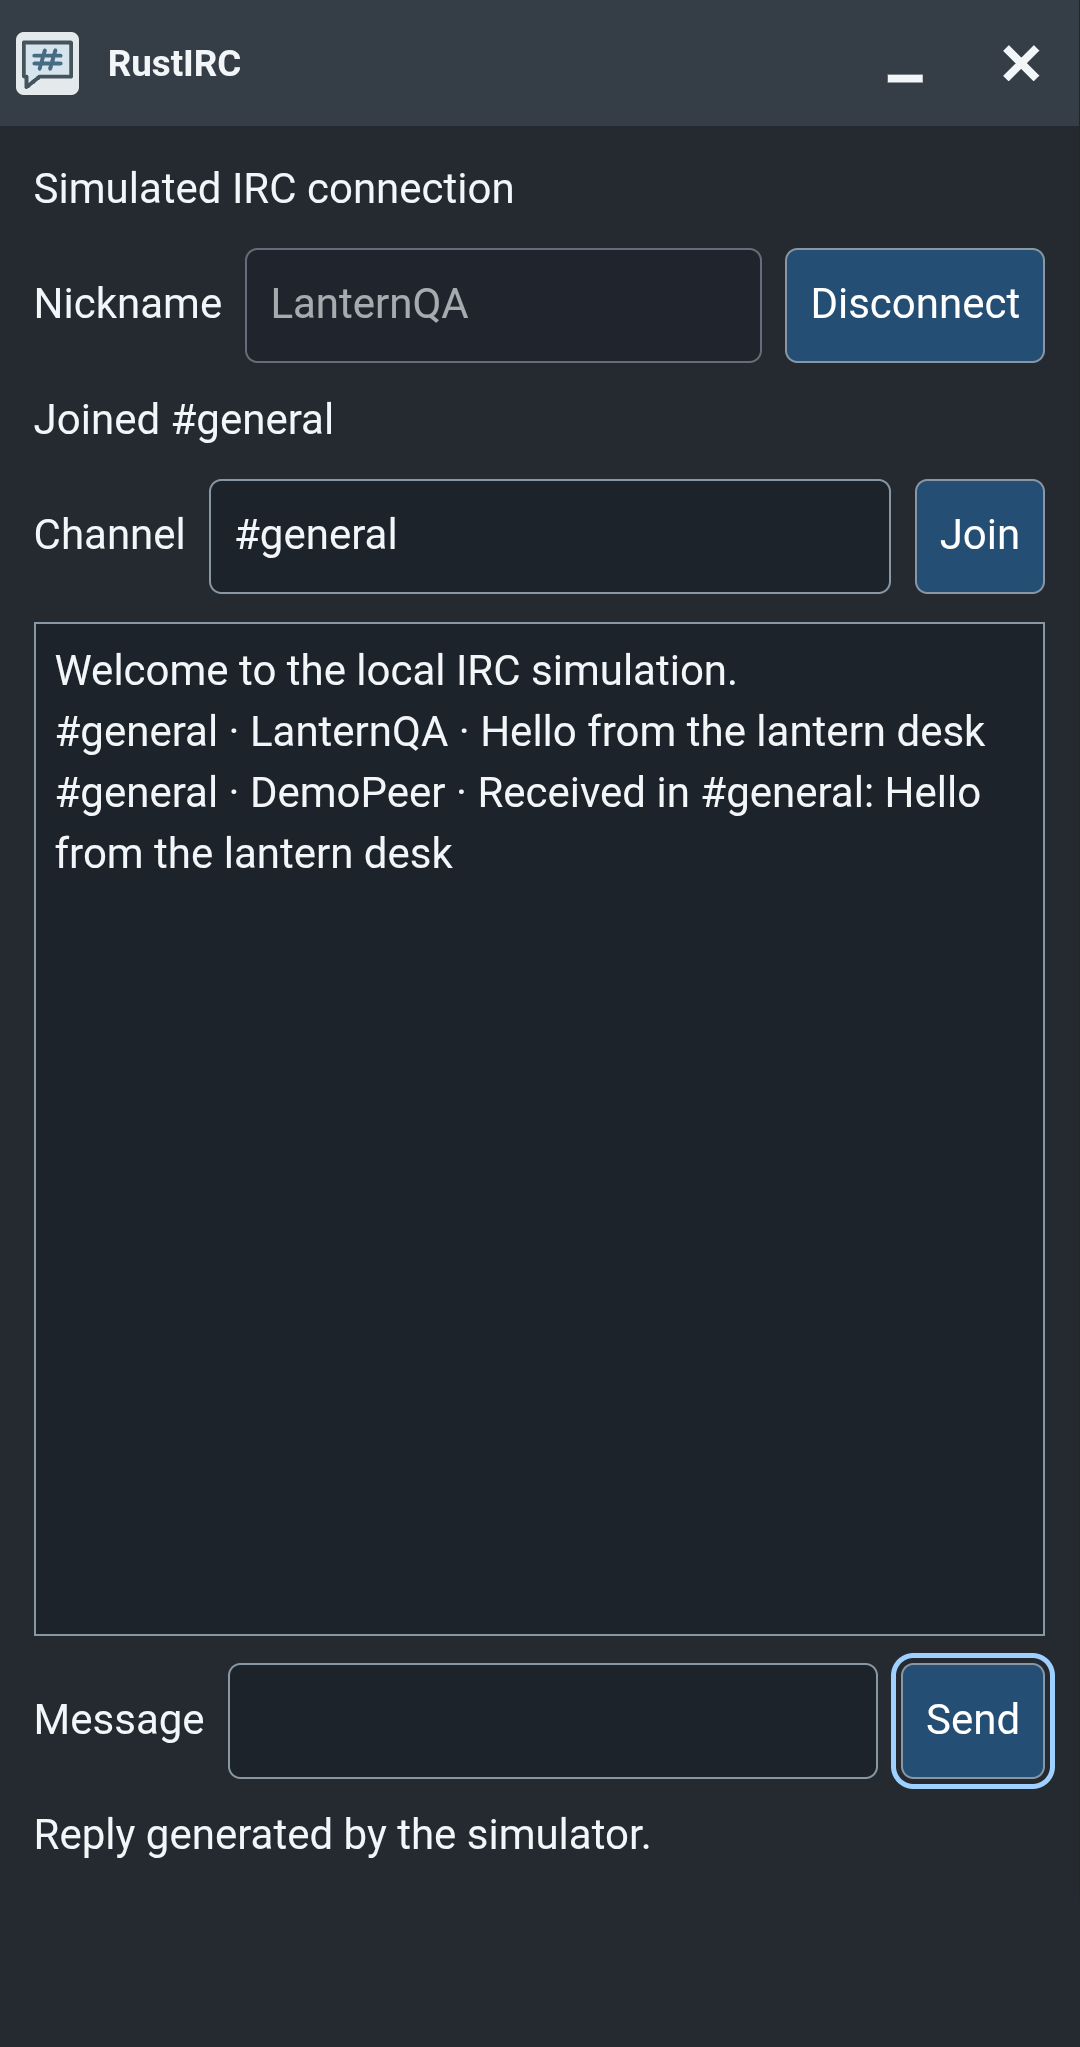 RustIRC
Simulated IRC connection
Nickname LanternQA Disconnect
Joined #general
Channel #general Join
Welcome to the local IRC simulation.
#general · LanternQA · Hello from the lantern desk
#general · DemoPeer · Received in #general: Hello
from the lantern desk
Message Send
Reply generated by the simulator.